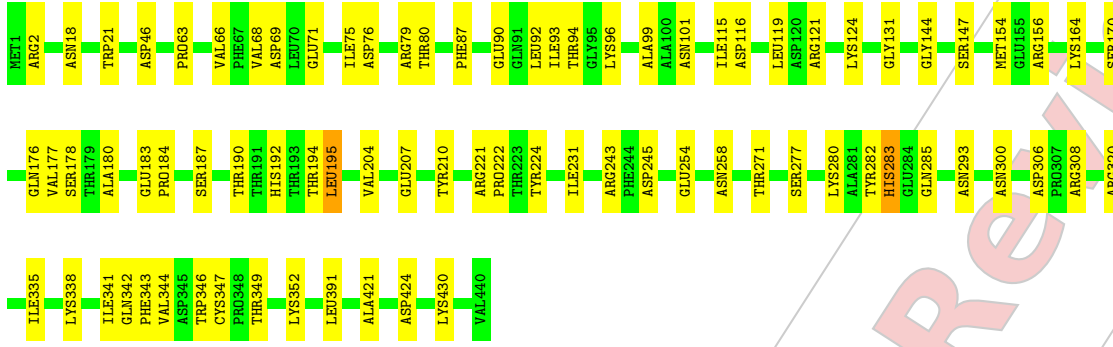 MET1 ARG2 ASN18 TRP21 ASP46 PRO63 VAL66 PHE67 VAL68 ASP69 LEU70 GLU71 ILE75 ASP76 ARG79 THR80 PHE87 GLU90 GLN91 LEU92 ILE93 THR94 GLY95 LYS96 ALA99 ALA100 ASN101 ILE115 ASP116 LEU119 ASP120 ARG121 LYS124 GLY131 GLY144 SER147 MET154 GLU155 ARG156 LYS164
GLN176 VAL177 SER178 THR179 ALA180 GLU183 PRO184 SER187 THR190 THR191 HIS192 THR193 THR194 LEU195 VAL204 GLU207 TYR210 ARG221 PRO222 THR223 TYR224 ILE231 ARG243 PHE244 ASP245 GLU254 ASN258 THR271 SER277 LYS280 ALA281 TYR282 HIS283 GLU284 GLN285 ASN293 ASN300 ASP306 PRO307 ARG308
ILE335 LYS338 ILE341 GLN342 PHE343 VAL344 ASP345 TRP346 CYS347 PRO348 THR349 LYS352 LEU391 ALA421 ASP424 LYS430 VAL440